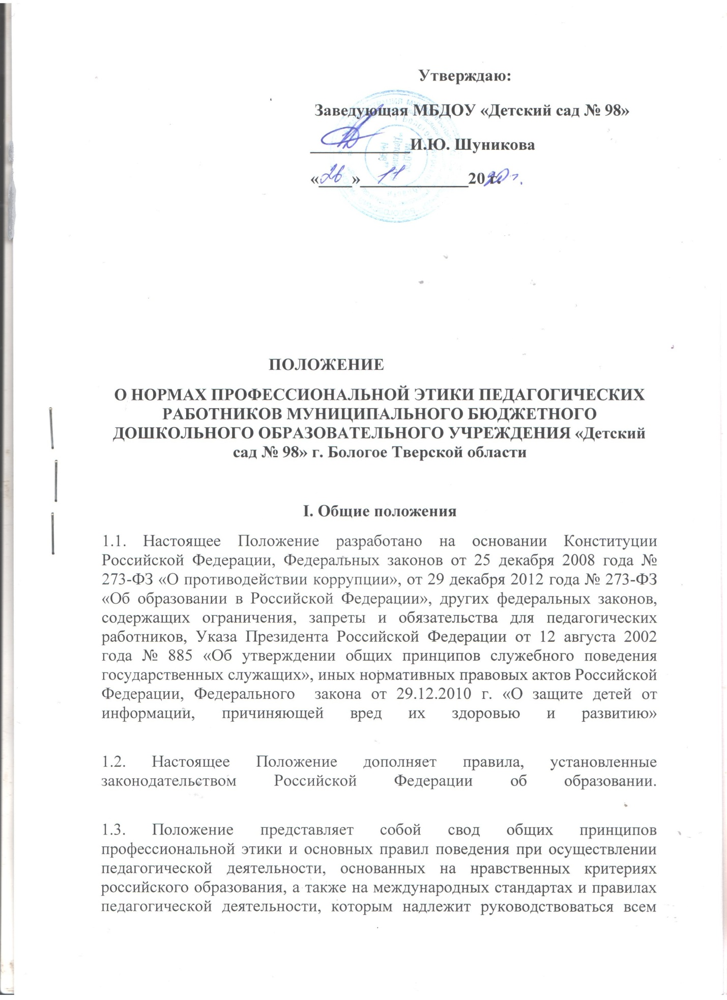 Утверждаю:
Заведующая МБДОУ «Детский сад № 98»
____________И.Ю. Шуникова
«26»    11    2020 г.
ПОЛОЖЕНИЕ
О НОРМАХ ПРОФЕССИОНАЛЬНОЙ ЭТИКИ ПЕДАГОГИЧЕСКИХ
РАБОТНИКОВ МУНИЦИПАЛЬНОГО БЮДЖЕТНОГО
ДОШКОЛЬНОГО ОБРАЗОВАТЕЛЬНОГО УЧРЕЖДЕНИЯ «Детский
сад № 98» г. Бологое Тверской области
I. Общие положения
1.1. Настоящее Положение разработано на основании Конституции
Российской Федерации, Федеральных законов от 25 декабря 2008 года №
273-ФЗ «О противодействии коррупции», от 29 декабря 2012 года № 273-ФЗ
«Об образовании в Российской Федерации», других федеральных законов,
содержащих ограничения, запреты и обязательства для педагогических
работников, Указа Президента Российской Федерации от 12 августа 2002
года № 885 «Об утверждении общих принципов служебного поведения
государственных служащих», иных нормативных правовых актов Российской
Федерации, Федерального закона от 29.12.2010 г. «О защите детей от
информации, причиняющей вред их здоровью и развитию»
1.2. Настоящее Положение дополняет правила, установленные
законодательством Российской Федерации об образовании.
1.3. Положение представляет собой свод общих принципов
профессиональной этики и основных правил поведения при осуществлении
педагогической деятельности, основанных на нравственных критериях
российского образования, а также на международных стандартах и правилах
педагогической деятельности, которым надлежит руководствоваться всем